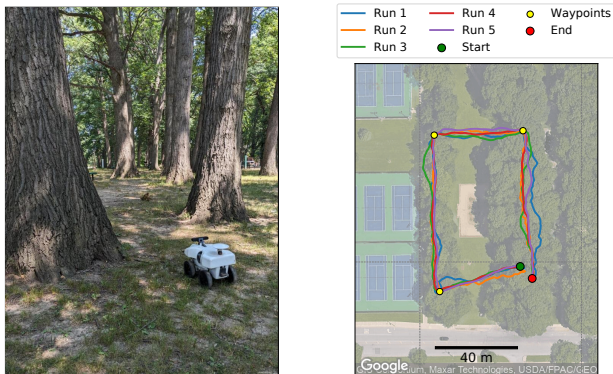 Run 1
Run 2
Run 3
Run 4
Run 5
Start
Waypoints
End
40 m
Google
Maxar Technologies, USDA/FPAC/GEO